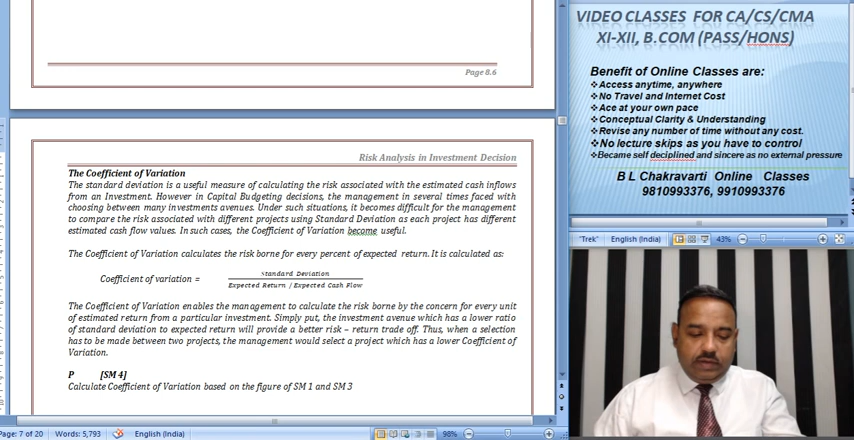 Page 8.6
Risk Analysis in Investment Decision
The Coefficient of Variation
The standard deviation is a useful measure of calculating the risk associated with the estimated cash inflows
from an Investment. However in Capital Budgeting decisions, the management in several times faced with
choosing between many investments avenues. Under such situations, it becomes difficult for the management
to compare the risk associated with different projects using Standard Deviation as each project has different
estimated cash flow values. In such cases, the Coefficient of Variation become useful.
The Coefficient of Variation calculates the risk borne for every percent of expected return. It is calculated as:
Coefficient of variation = Standard Deviation
Expected Return / Expected Cash Flow
The Coefficient of Variation enables the management to calculate the risk borne by the concern for every unit
of estimated return from a particular investment. Simply put, the investment avenue which has a lower ratio
of standard deviation to expected return will provide a better risk – return trade off. Thus, when a selection
has to be made between two projects, the management would select a project which has a lower Coefficient of
Variation.
P [SM 4]
Calculate Coefficient of Variation based on the figure of SM 1 and SM 3
Page: 7 of 20 Words: 5,793 English (India) 98%
VIDEO CLASSES FOR CA/CS/CMA
XI-XII, B.COM (PASS/HONS)
Benefit of Online Classes are:
❖Access anytime, anywhere
❖No Travel and Internet Cost
❖Ace at your own pace
❖Conceptual Clarity & Understanding
❖Revise any number of time without any cost.
❖No lecture skips as you have to control
❖Became self deciplined and sincere as no external pressure
B L Chakravarti Online Classes
9810993376, 9910993376
"Trek" English (India) 43%